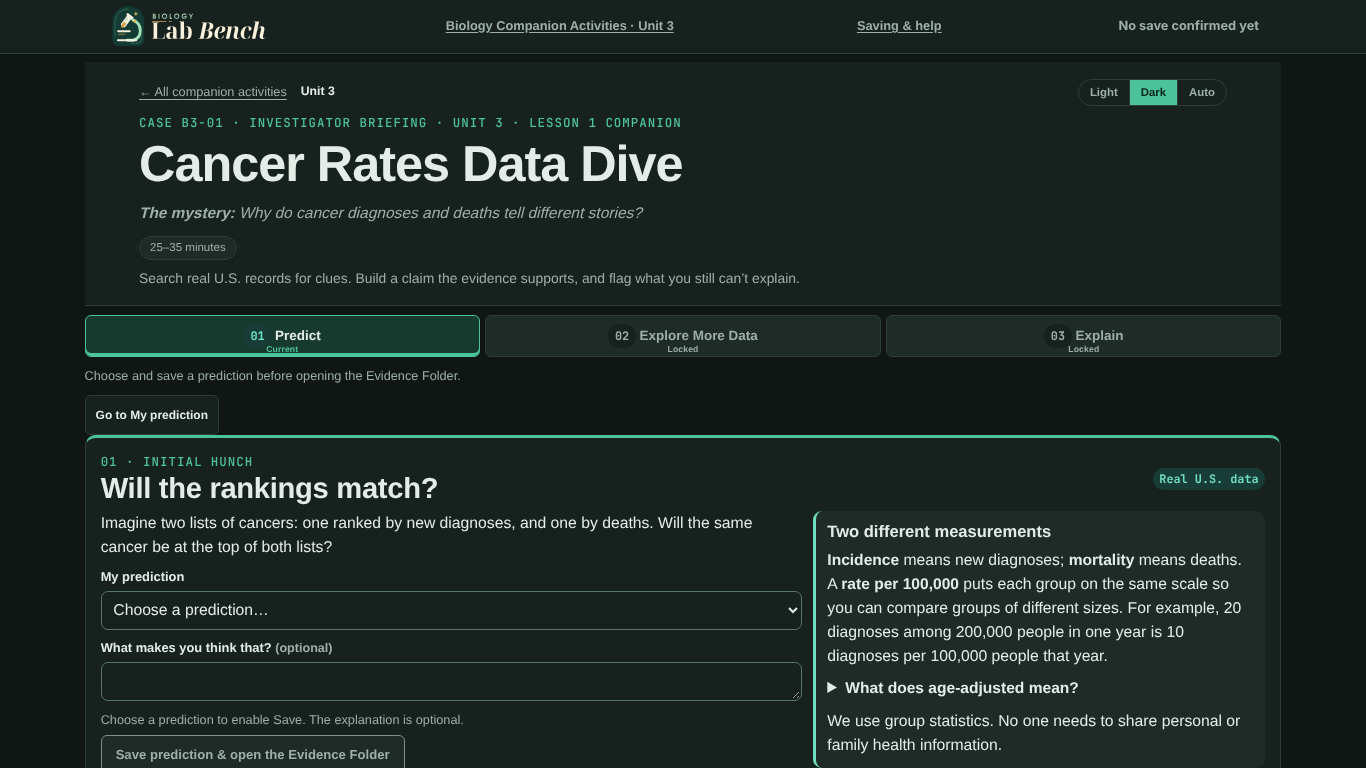 BIOLOGY
Lab Bench
Biology Companion Activities · Unit 3
Saving & help
No save confirmed yet
← All companion activities
Unit 3
Light
Dark
Auto
CASE B3-01 · INVESTIGATOR BRIEFING · UNIT 3 · LESSON 1 COMPANION
Cancer Rates Data Dive
The mystery: Why do cancer diagnoses and deaths tell different stories?
25–35 minutes
Search real U.S. records for clues. Build a claim the evidence supports, and flag what you still can’t explain.
01 Predict
Current
02 Explore More Data
Locked
03 Explain
Locked
Choose and save a prediction before opening the Evidence Folder.
Go to My prediction
01 · INITIAL HUNCH
Will the rankings match?
Real U.S. data
Imagine two lists of cancers: one ranked by new diagnoses, and one by deaths. Will the same
cancer be at the top of both lists?
My prediction
Choose a prediction…
What makes you think that? (optional)
Choose a prediction to enable Save. The explanation is optional.
Save prediction & open the Evidence Folder
Two different measurements
Incidence means new diagnoses; mortality means deaths.
A rate per 100,000 puts each group on the same scale so
you can compare groups of different sizes. For example, 20
diagnoses among 200,000 people in one year is 10
diagnoses per 100,000 people that year.
What does age-adjusted mean?
We use group statistics. No one needs to share personal or
family health information.